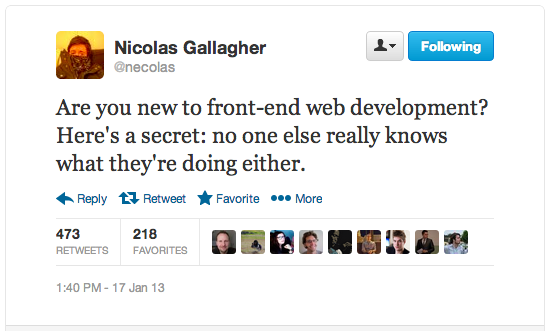 Nicolas Gallagher
@necolas
Following
Are you new to front-end web development?
Here's a secret: no one else really knows
what they're doing either.
Reply Retweet Favorite More
473 218
RETWEETS FAVORITES
1:40 PM - 17 Jan 13